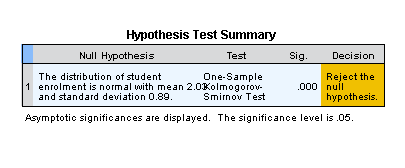 Hypothesis Test Summary
Null Hypothesis Test Sig. Decision
1 The distribution of student enrolment is normal with mean 2.03 and standard deviation 0.89. One-Sample Kolmogorov-Smirnov Test .000 Reject the null hypothesis.
Asymptotic significances are displayed. The significance level is .05.